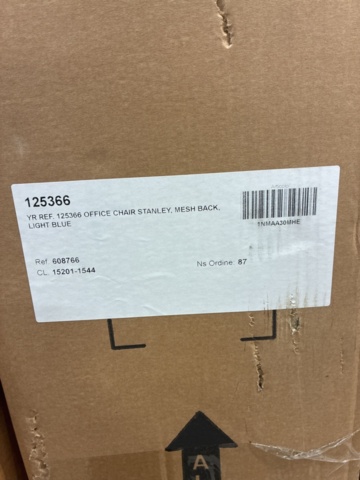 125366
YR REF. 125366 OFFICE CHAIR STANLEY, MESH BACK,
LIGHT BLUE
1NMAA30MHE
Ref. 608766
Ns Ordine: 87
CL. 15201-1544
A